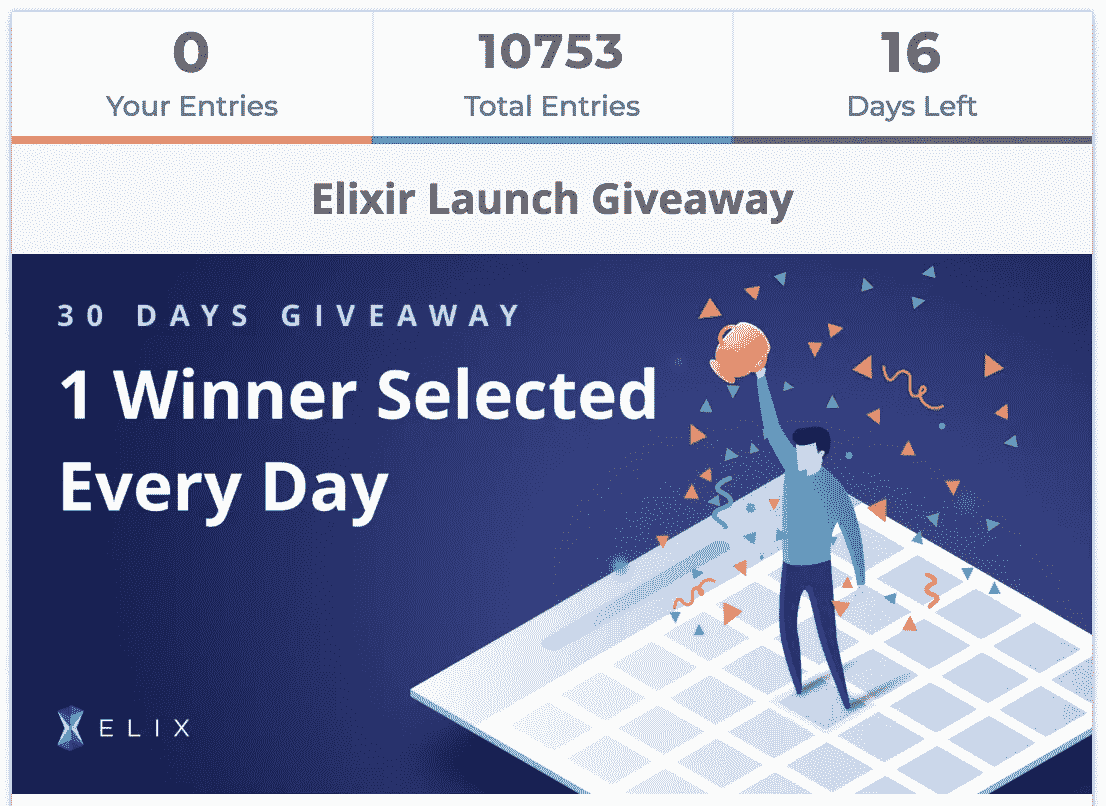 0
Your Entries
10753
Total Entries
16
Days Left
Elixir Launch Giveaway
30 DAYS GIVEAWAY
1 Winner Selected
Every Day
ELIX